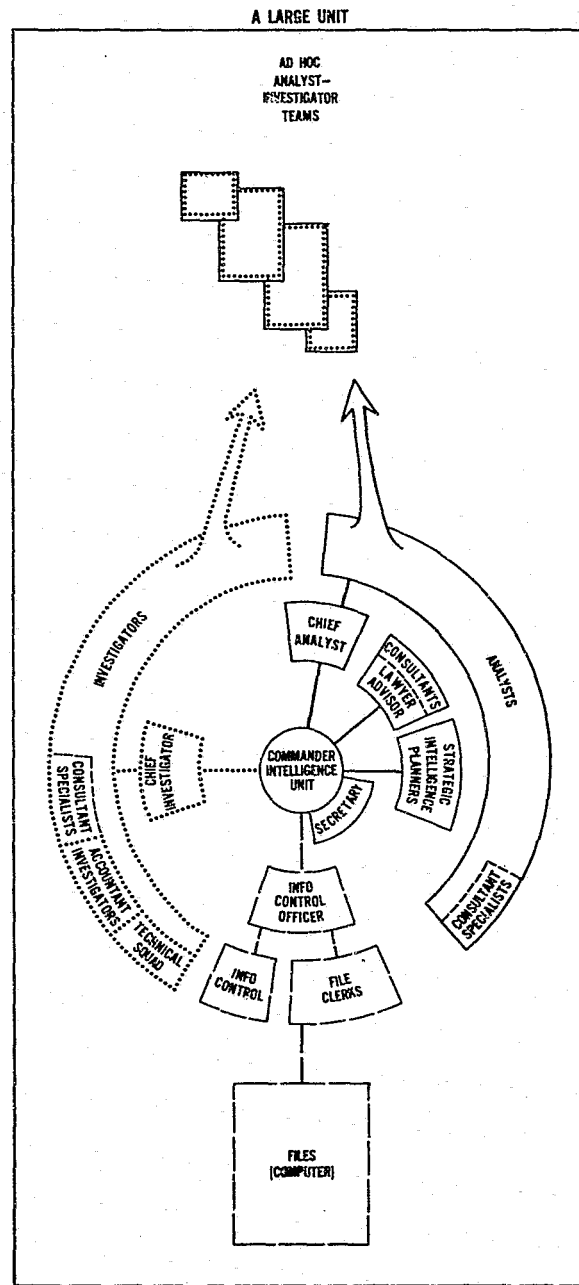 A LARGE UNIT
AD HOC
ANALYST—
INVESTIGATOR
TEAMS
INVESTIGATORS
CHIEF
ANALYST
CONSULTANTS
LAWYER
ADVISOR
ANALYSTS
CHIEF
INVESTIGATOR
COMMANDER
INTELLIGENCE
UNIT
STRATEGIC
INTELLIGENCE
PLANNERS
SECRETARY
CONSULTANT
SPECIALISTS
ACCOUNTANT
INVESTIGATORS
TECHNICAL
SQUAD
INFO
CONTROL
OFFICER
CONSULTANT
SPECIALISTS
INFO
CONTROL
FILE
CLERKS
FILES
[COMPUTER]